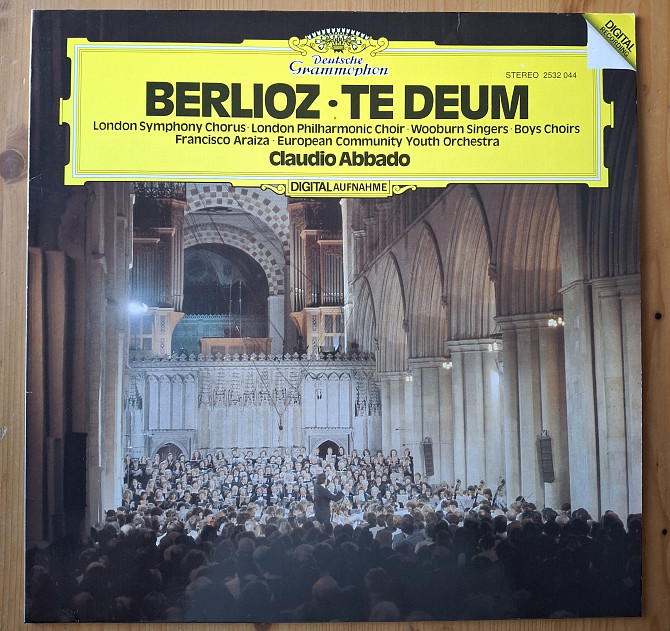 DIGITAL
RECORDING
Deutsche
Grammophon
STEREO 2532 044
BERLIOZ · TE DEUM
London Symphony Chorus · London Philharmonic Choir · Wooburn Singers · Boys Choirs
Francisco Araiza · European Community Youth Orchestra
Claudio Abbado
DIGITAL AUFNAHME